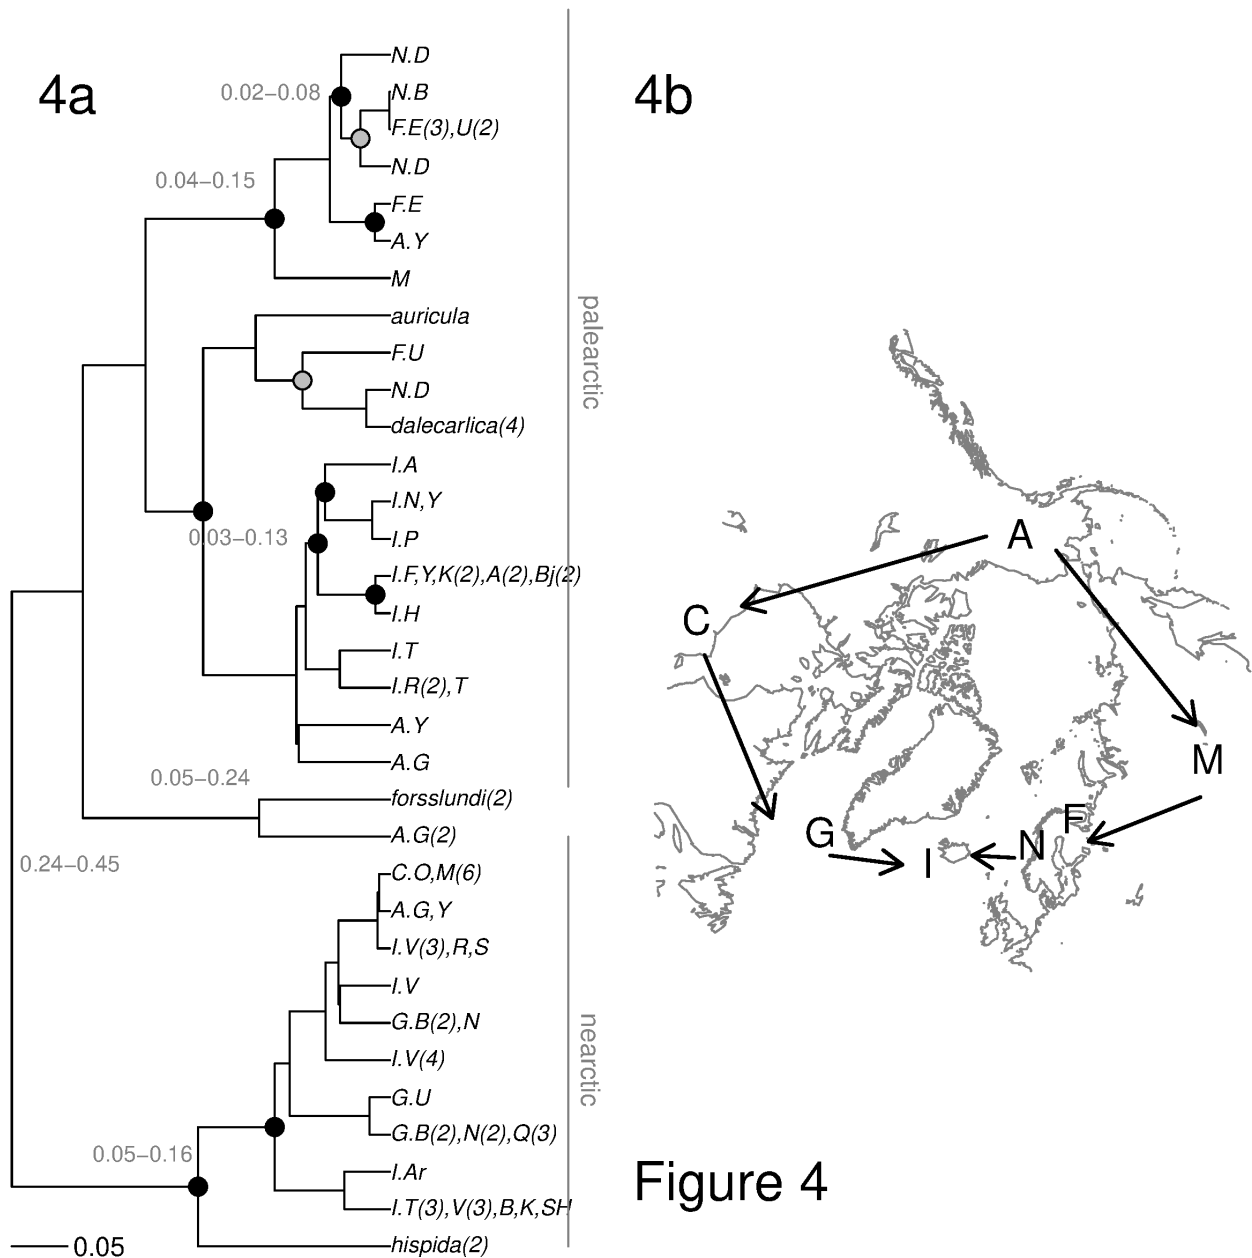 4a
0.02–0.08
0.04–0.15
N.D
N.B
F.E(3),U(2)
N.D
F.E
A.Y
M
auricula
F.U
N.D
dalecarlica(4)
I.A
I.N,Y
I.P
0.03–0.13
I.F,Y,K(2),A(2),Bj(2)
I.H
I.T
I.R(2),T
A.Y
A.G
0.05–0.24
forsslundi(2)
A.G(2)
0.24–0.45
C.O,M(6)
A.G,Y
I.V(3),R,S
I.V
G.B(2),N
I.V(4)
G.U
G.B(2),N(2),Q(3)
0.05–0.16
I.Ar
I.T(3),V(3),B,K,SH
hispida(2)
0.05
palearctic
nearctic
4b
A
C
M
G
I
N
F
Figure 4